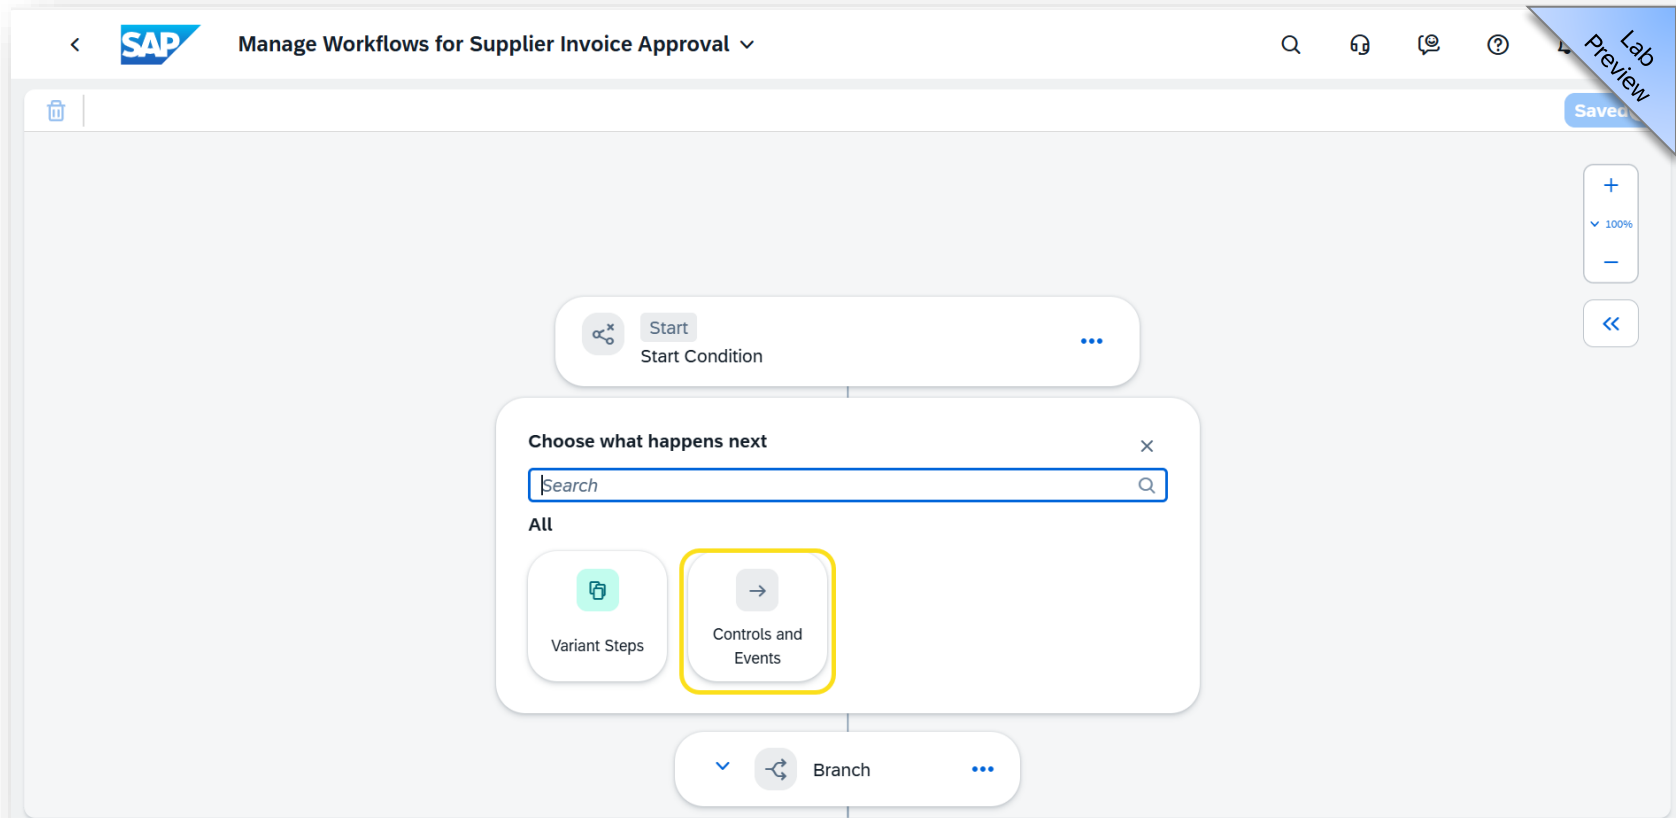 SAP
Manage Workflows for Supplier Invoice Approval
Lab
Preview
Saved
100%
Start
Start Condition
Choose what happens next
Search
All
Variant Steps
Controls and
Events
Branch